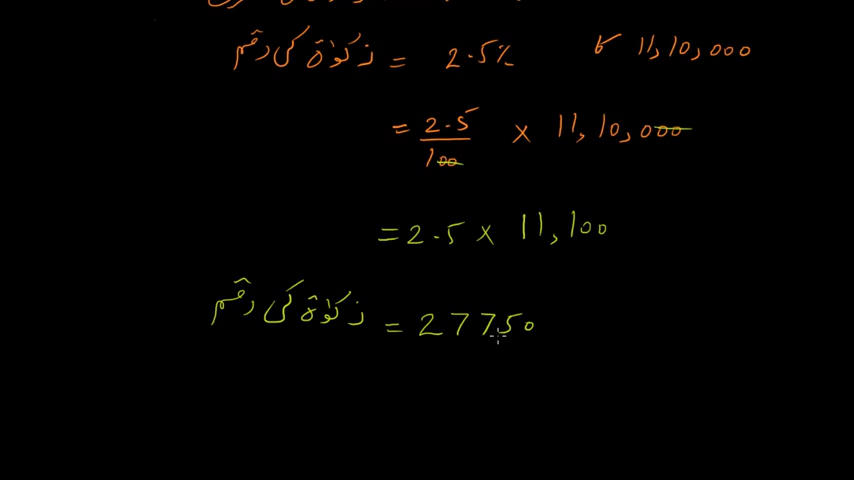 زکوٰۃ کی رقم = 2.5% کا 11,10,000
= 2.5/100 × 11,10,000
= 2.5 × 11,100
زکوٰۃ کی رقم = 27750